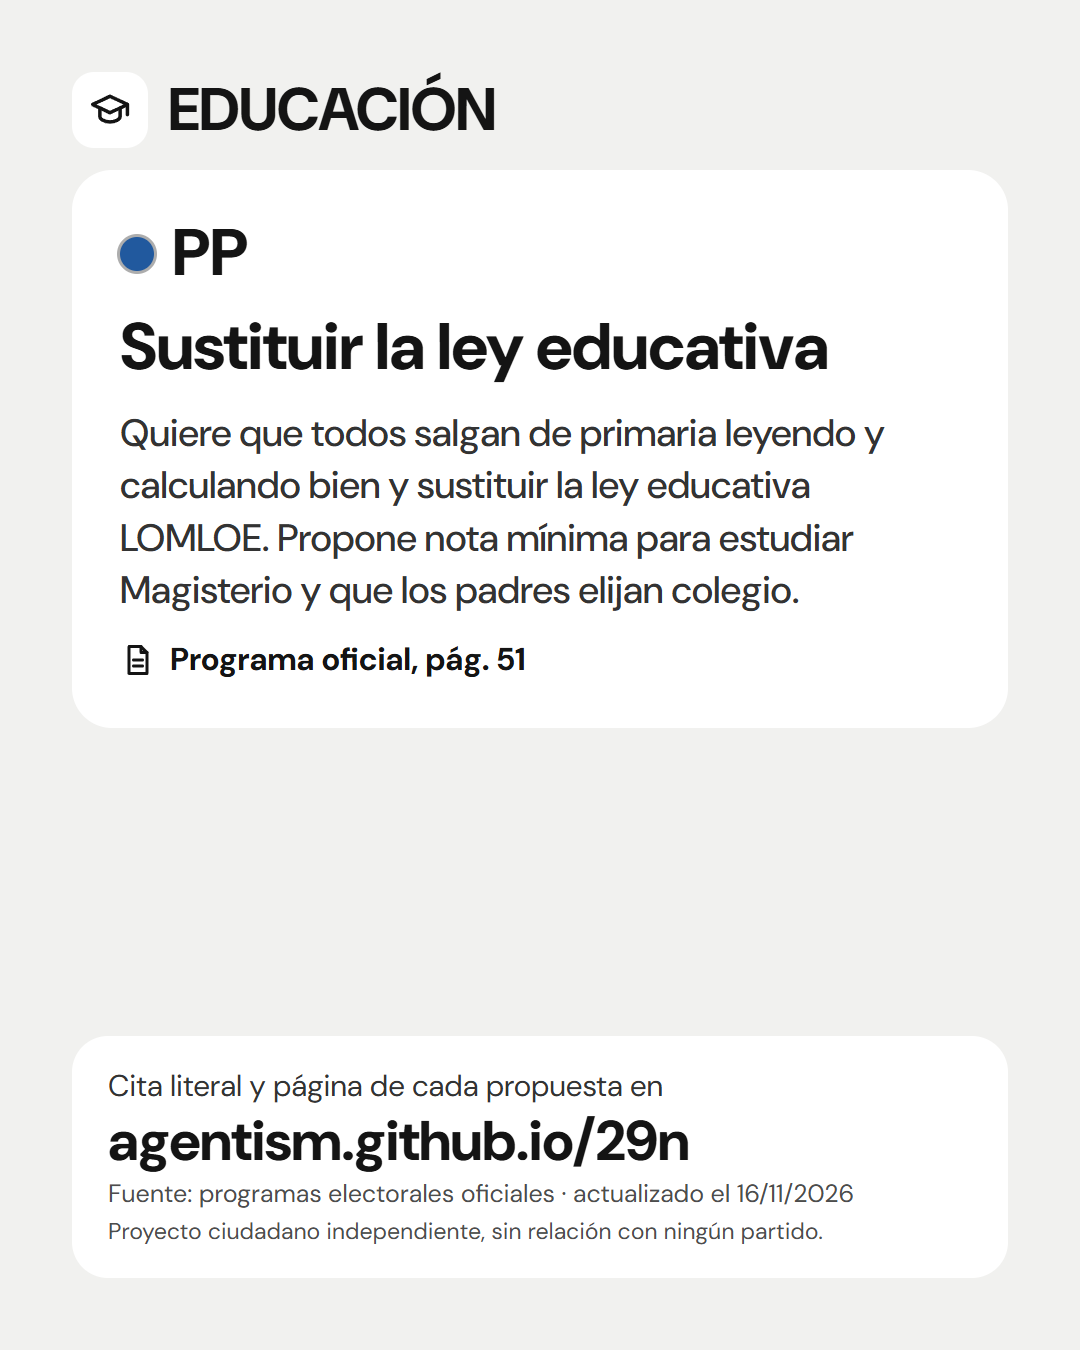 EDUCACIÓN
PP
Sustituir la ley educativa
Quiere que todos salgan de primaria leyendo y
calculando bien y sustituir la ley educativa
LOMLOE. Propone nota mínima para estudiar
Magisterio y que los padres elijan colegio.
Programa oficial, pág. 51
Cita literal y página de cada propuesta en
agentism.github.io/29n
Fuente: programas electorales oficiales · actualizado el 16/11/2026
Proyecto ciudadano independiente, sin relación con ningún partido.